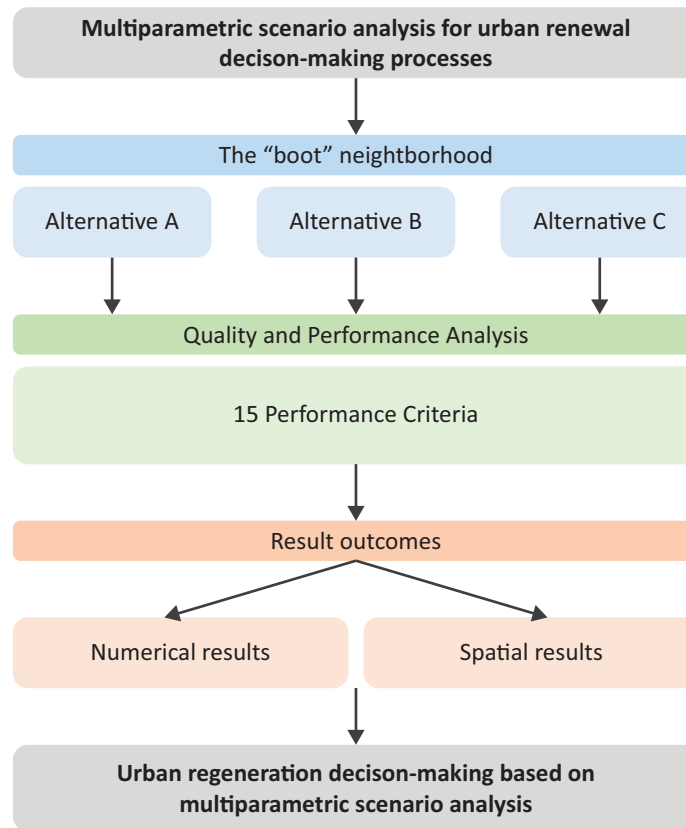 Multiparametric scenario analysis for urban renewal
decison-making processes
The “boot” neighborhood
Alternative A
Alternative B
Alternative C
Quality and Performance Analysis
15 Performance Criteria
Result outcomes
Numerical results
Spatial results
Urban regeneration decison-making based on
multiparametric scenario analysis